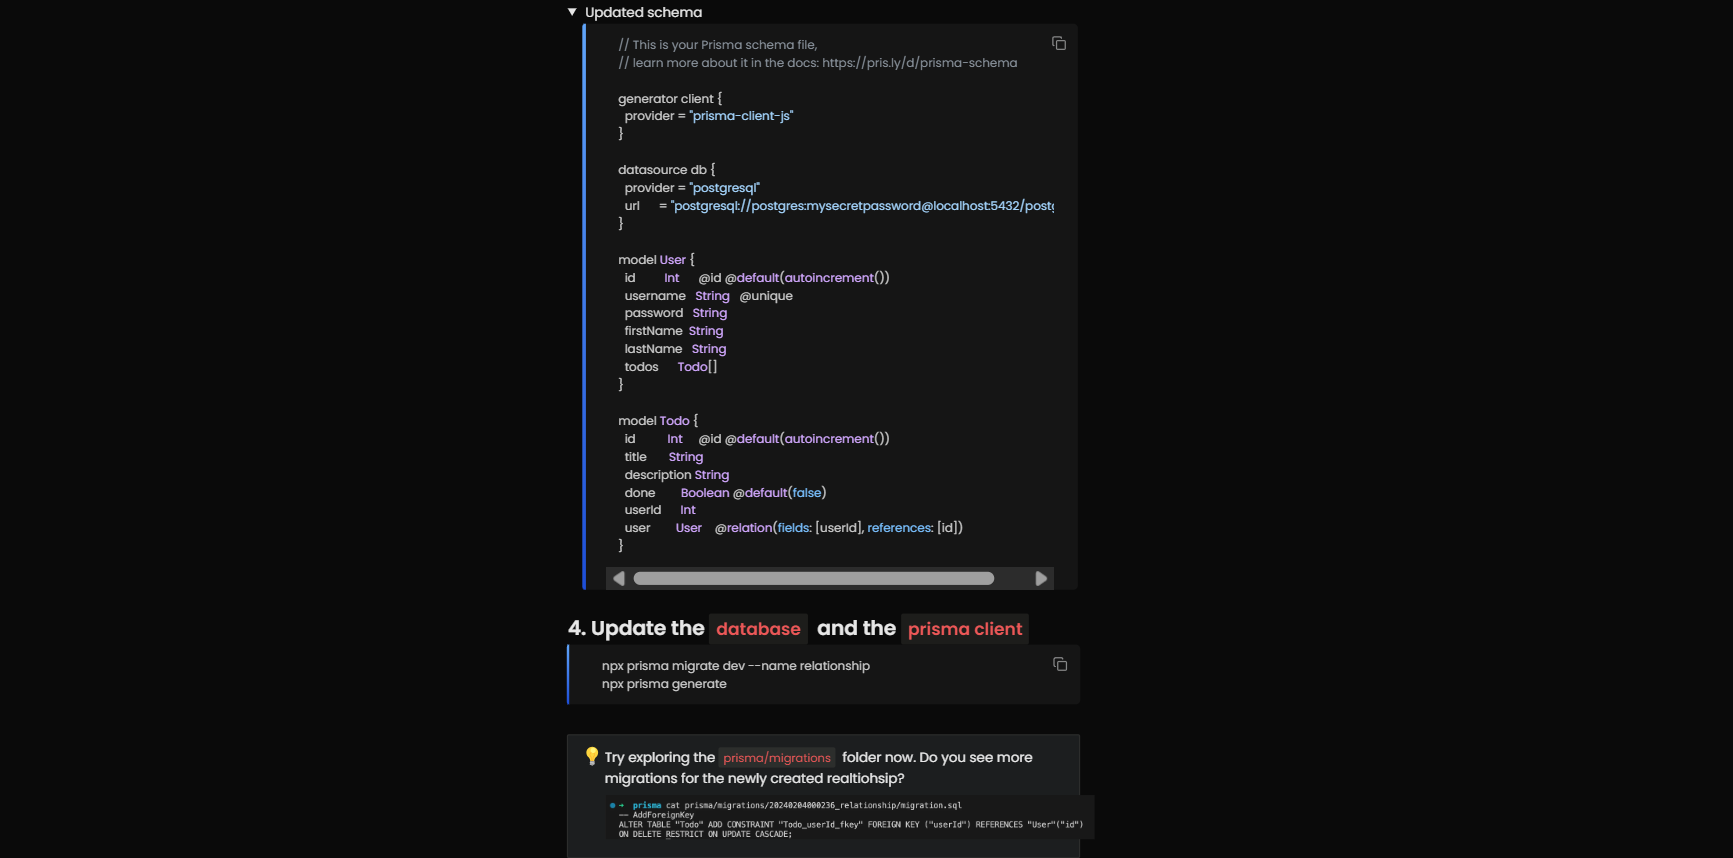 ▼ Updated schema
// This is your Prisma schema file,
// learn more about it in the docs: https://pris.ly/d/prisma-schema
generator client {
provider = "prisma-client-js"
}
datasource db {
provider = "postgresql"
url = "postgresql://postgres:mysecretpassword@localhost:5432/postg
}
model User {
id Int @id @default(autoincrement())
username String @unique
password String
firstName String
lastName String
todos Todo[]
}
model Todo {
id Int @id @default(autoincrement())
title String
description String
done Boolean @default(false)
userId Int
user User @relation(fields: [userId], references: [id])
}
4. Update the database and the prisma client
npx prisma migrate dev --name relationship
npx prisma generate
💡 Try exploring the prisma/migrations folder now. Do you see more
migrations for the newly created realtiohsip?
→ prisma cat prisma/migrations/20240204000236_relationship/migration.sql
-- AddForeignKey
ALTER TABLE "Todo" ADD CONSTRAINT "Todo_userId_fkey" FOREIGN KEY ("userId") REFERENCES "User"("id")
ON DELETE RESTRICT ON UPDATE CASCADE;